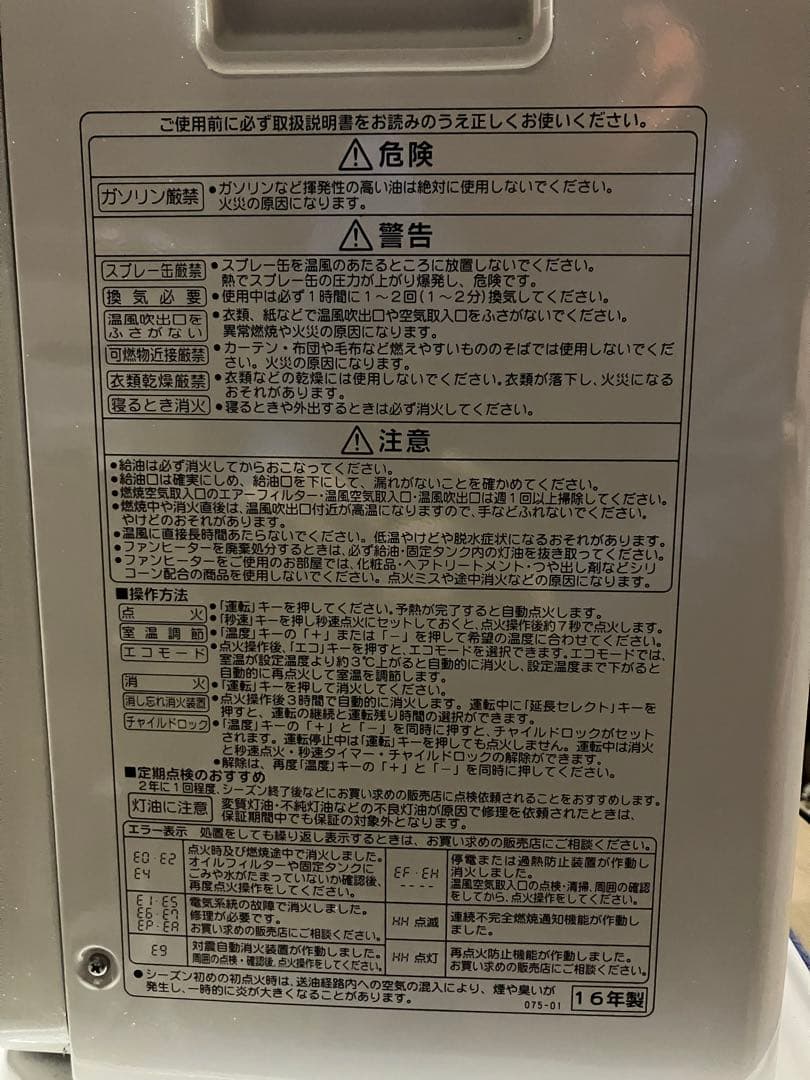 ご使用前に必ず取扱説明書をお読みのうえ正しくお使いください。
危険
ガソリン厳禁 ●ガソリンなど揮発性の高い油は絶対に使用しないでください。
火災の原因になります。
警告
スプレー缶厳禁 ●スプレー缶を温風のあたるところに放置しないでください。
熱でスプレー缶の圧力が上がり爆発し、危険です。
換気必要 ●使用中は必ず1時間に1～2回(1～2分)換気してください。
温風吹出口を ●衣類、紙などで温風吹出口や空気取入口をふさがないでください。
ふさがない 異常燃焼や火災の原因になります。
可燃物近接厳禁 ●カーテン・布団や毛布など燃えやすいもののそばでは使用しないでくだ
さい。火災の原因になります。
衣類乾燥厳禁 ●衣類などの乾燥には使用しないでください。衣類が落下し、火災になる
おそれがあります。
寝るとき消火 ●寝るときや外出するときは必ず消火してください。
注意
●給油は必ず消火してからおこなってください。
●給油口は確実にしめ、給油口を下にして、漏れがないことを確かめてください。
●燃焼空気取入口のエアーフィルター・温風空気取入口・温風吹出口は週1回以上掃除してください。
●燃焼中や消火直後は、温風吹出口付近が高温になりますので、手などふれないでください。
やけどのおそれがあります。
●温風に直接長時間あたらないでください。低温やけどや脱水症状になるおそれがあります。
●ファンヒーターを廃棄処分するときは、必ず給油・固定タンク内の灯油を抜き取ってください。
●ファンヒーターをご使用のお部屋では、化粧品・ヘアトリートメント・つや出し剤などシリ
コーン配合の商品を使用しないでください。点火ミスや途中消火などの原因になります。
■操作方法
点火 ●「運転」キーを押してください。予熱が完了すると自動点火します。
●「秒速」キーを押し秒速点火にセットしておくと、点火操作後約7秒で点火します。
室温調節 ●「温度」キーの「＋」または「－」を押して希望の温度に合わせてください。
エコモード ●点火操作後、「エコ」キーを押すと、エコモードを選択できます。エコモードでは、
室温が設定温度より約3℃上がると自動的に消火し、設定温度まで下がると
自動的に再点火して室温を調節します。
消火 ●「運転」キーを押して消火してください。
消し忘れ消火装置 ●点火操作後3時間で自動的に消火します。運転中に「延長セレクト」キーを
押すと、運転の継続と運転残り時間の選択ができます。
チャイルドロック ●「温度」キーの「＋」と「－」を同時に押すと、チャイルドロックがセット
されます。運転停止中は「運転」キーを押しても点火しません。運転中は消火
と秒速点火・秒速タイマー・チャイルドロックの解除ができます。
●解除は、再度「温度」キーの「＋」と「－」を同時に押してください。
■定期点検のおすすめ
2年に1回程度、シーズン終了後などにお買い求めの販売店に点検依頼されることをおすすめします。
灯油に注意 変質灯油・不純灯油などの不良灯油が原因で修理を依頼されたときは、
保証期間中でも保証の対象外となります。
エラー表示 処置をしても繰り返し表示するときは、お買い求めの販売店にご相談ください。
E0・E2
E4
点火時及び燃焼途中で消火しました。
オイルフィルターや固定タンクに
ごみや水がたまっていないか確認後、
再度点火操作をしてください。
EF・EH
----
停電または過熱防止装置が作動し
消火しました。
温風空気取入口の点検・清掃、周囲の確認
をしてから、点火操作をしてください。
E1・E5
E6・E7
EP・EA
電気系統の故障で消火しました。
修理が必要です。
お買い求めの販売店にご相談ください。
HH 点滅
連続不完全燃焼通知機能が作動し
ました。
E9
対震自動消火装置が作動しました。
周囲の点検・確認後、点火操作をしてください。
HH 点灯
再点火防止機能が作動しました。
お買い求めの販売店にご相談ください。
●シーズン初めの初点火時は、送油経路内への空気の混入により、煙や臭いが
発生し、一時的に炎が大きくなることがあります。
075-01
16年製